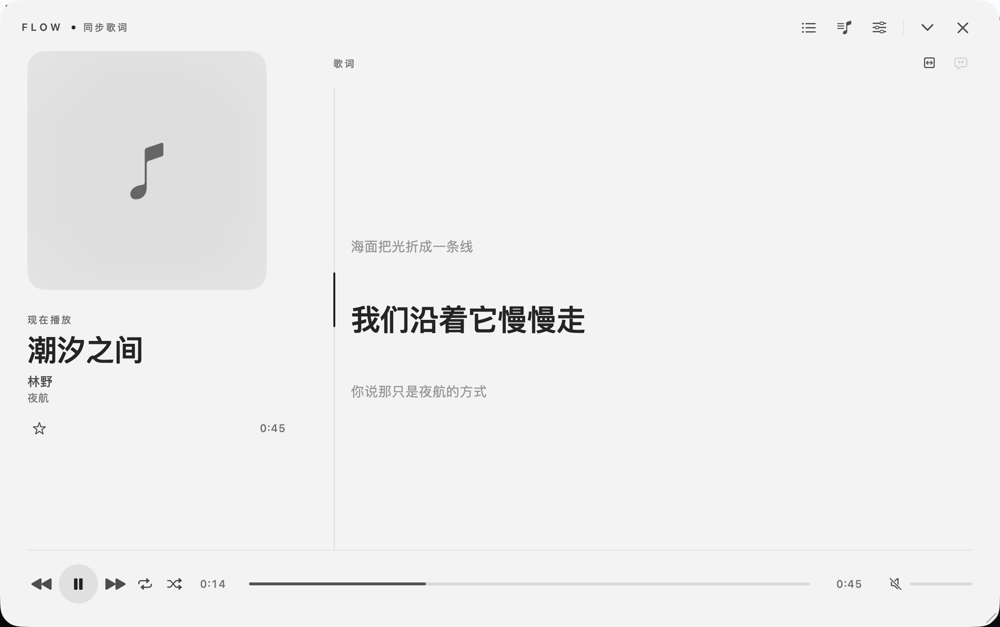 FLOW • 同步歌词
歌词
海面把光折成一条线
我们沿着它慢慢走
你说那只是夜航的方式
现在播放
潮汐之间
林野
夜航
0:45
0:14
0:45